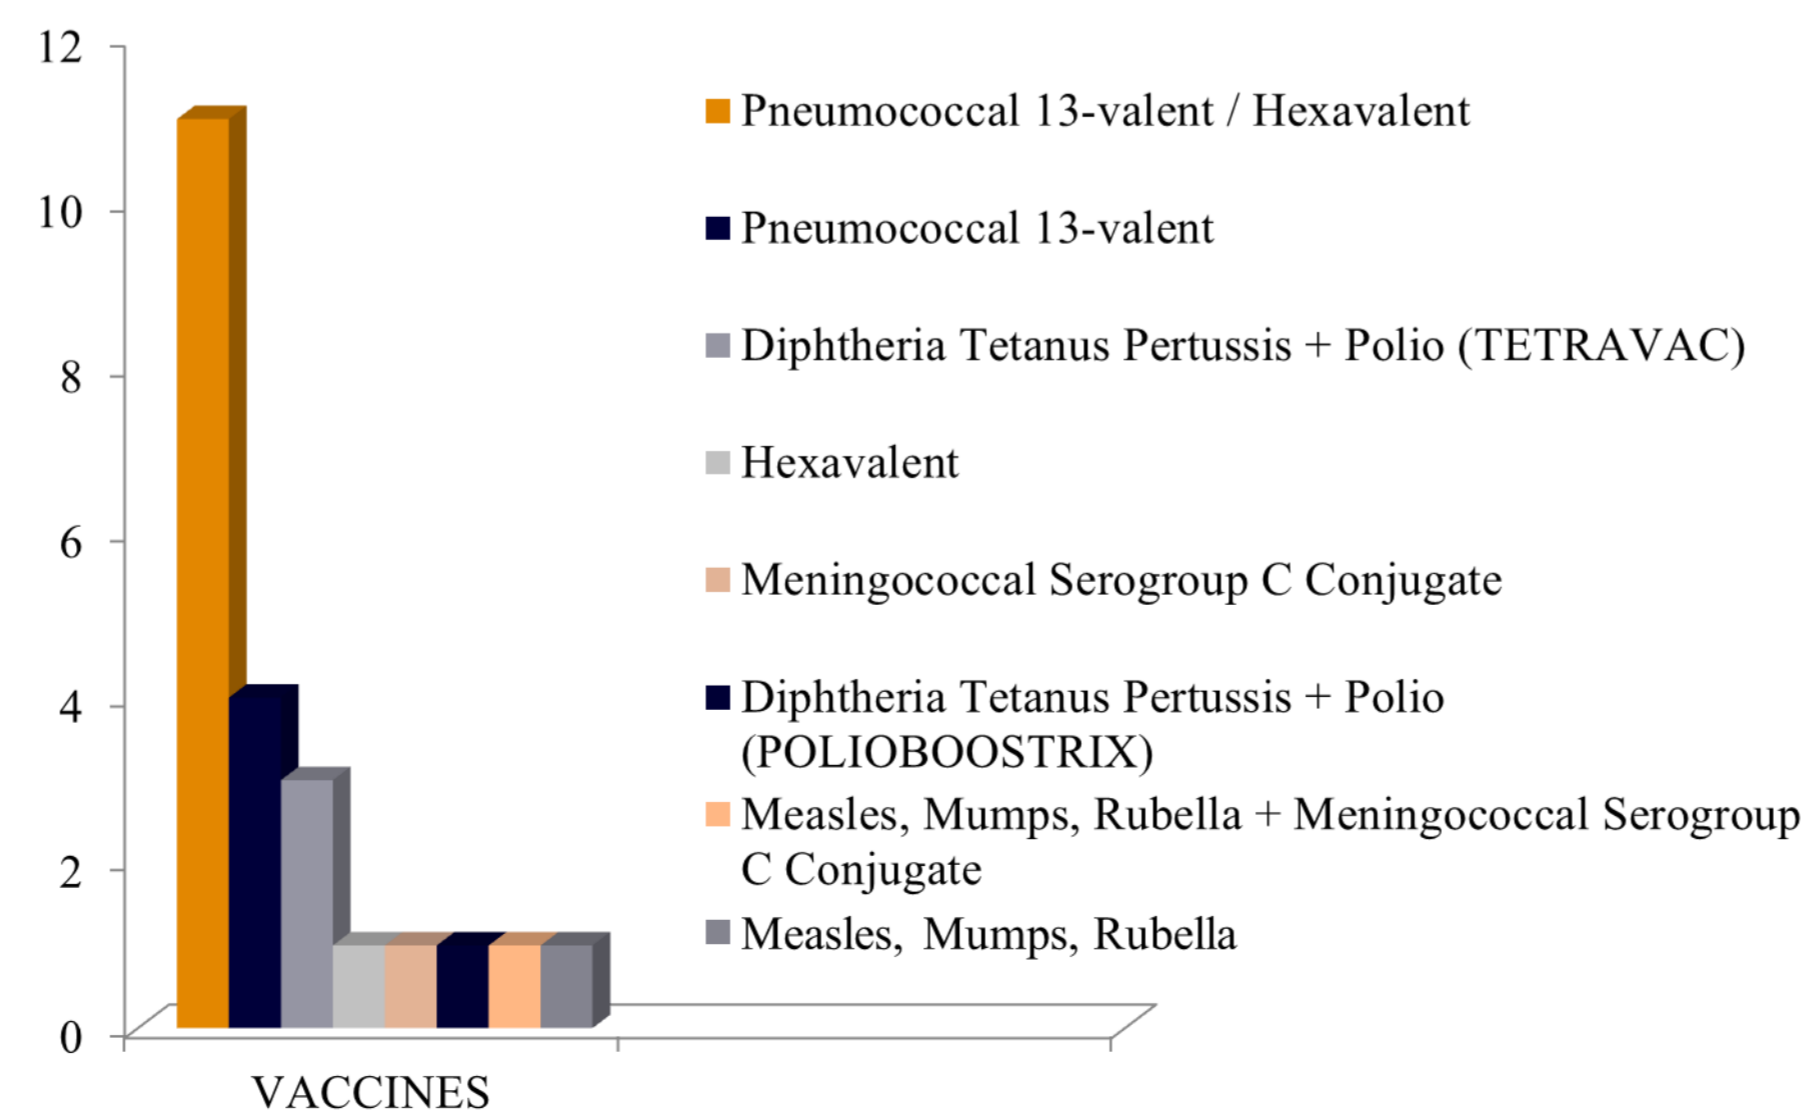 12
10
8
6
4
2
0
VACCINES
Pneumococcal 13-valent / Hexavalent
Pneumococcal 13-valent
Diphtheria Tetanus Pertussis + Polio (TETRAVAC)
Hexavalent
Meningococcal Serogroup C Conjugate
Diphtheria Tetanus Pertussis + Polio
(POLIOBOOSTRIX)
Measles, Mumps, Rubella + Meningococcal Serogroup
C Conjugate
Measles, Mumps, Rubella